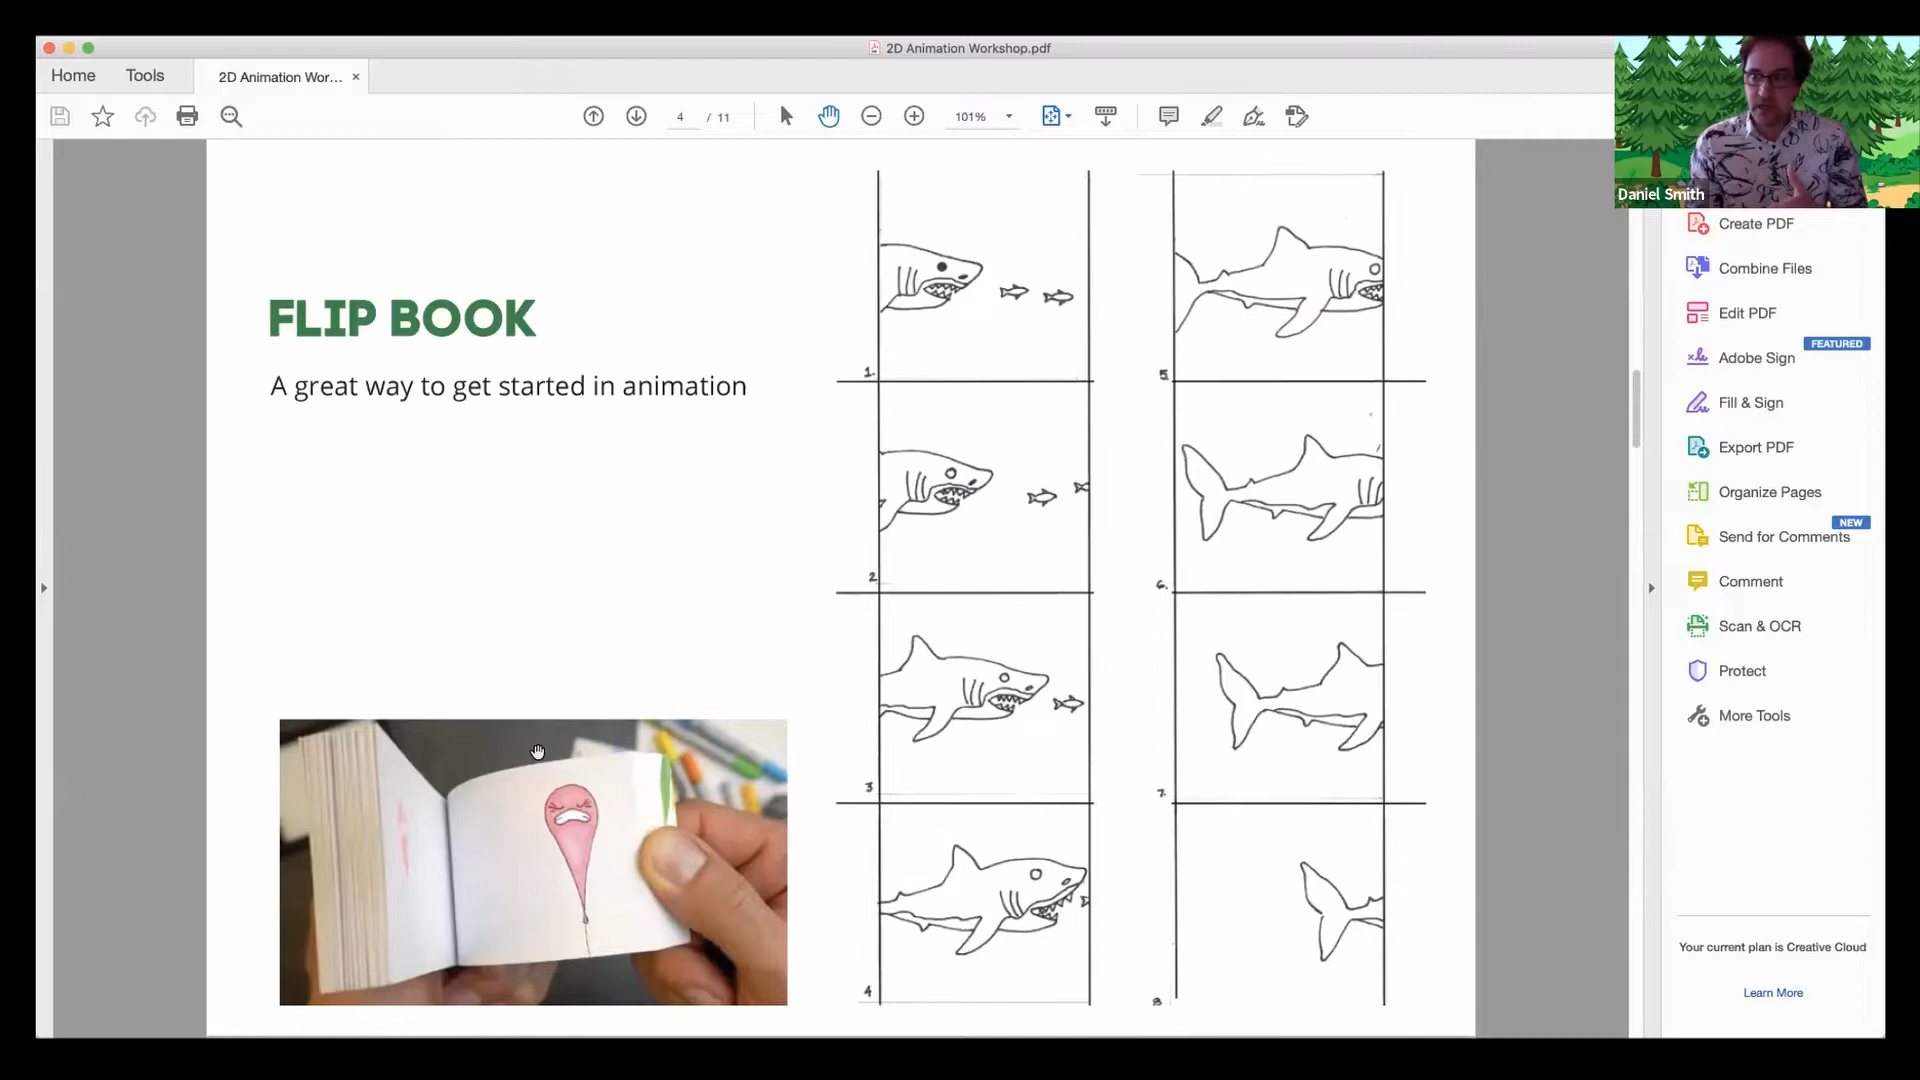 2D Animation Workshop.pdf
Home
Tools
2D Animation Wor...
4 / 11
101%
Daniel Smith
Create PDF
Combine Files
Edit PDF
FEATURED
Adobe Sign
Fill & Sign
Export PDF
Organize Pages
NEW
Send for Comments
Comment
Scan & OCR
Protect
More Tools
Your current plan is Creative Cloud
Learn More
FLIP BOOK
A great way to get started in animation
1.
2.
3
4
5.
6.
7.
8.